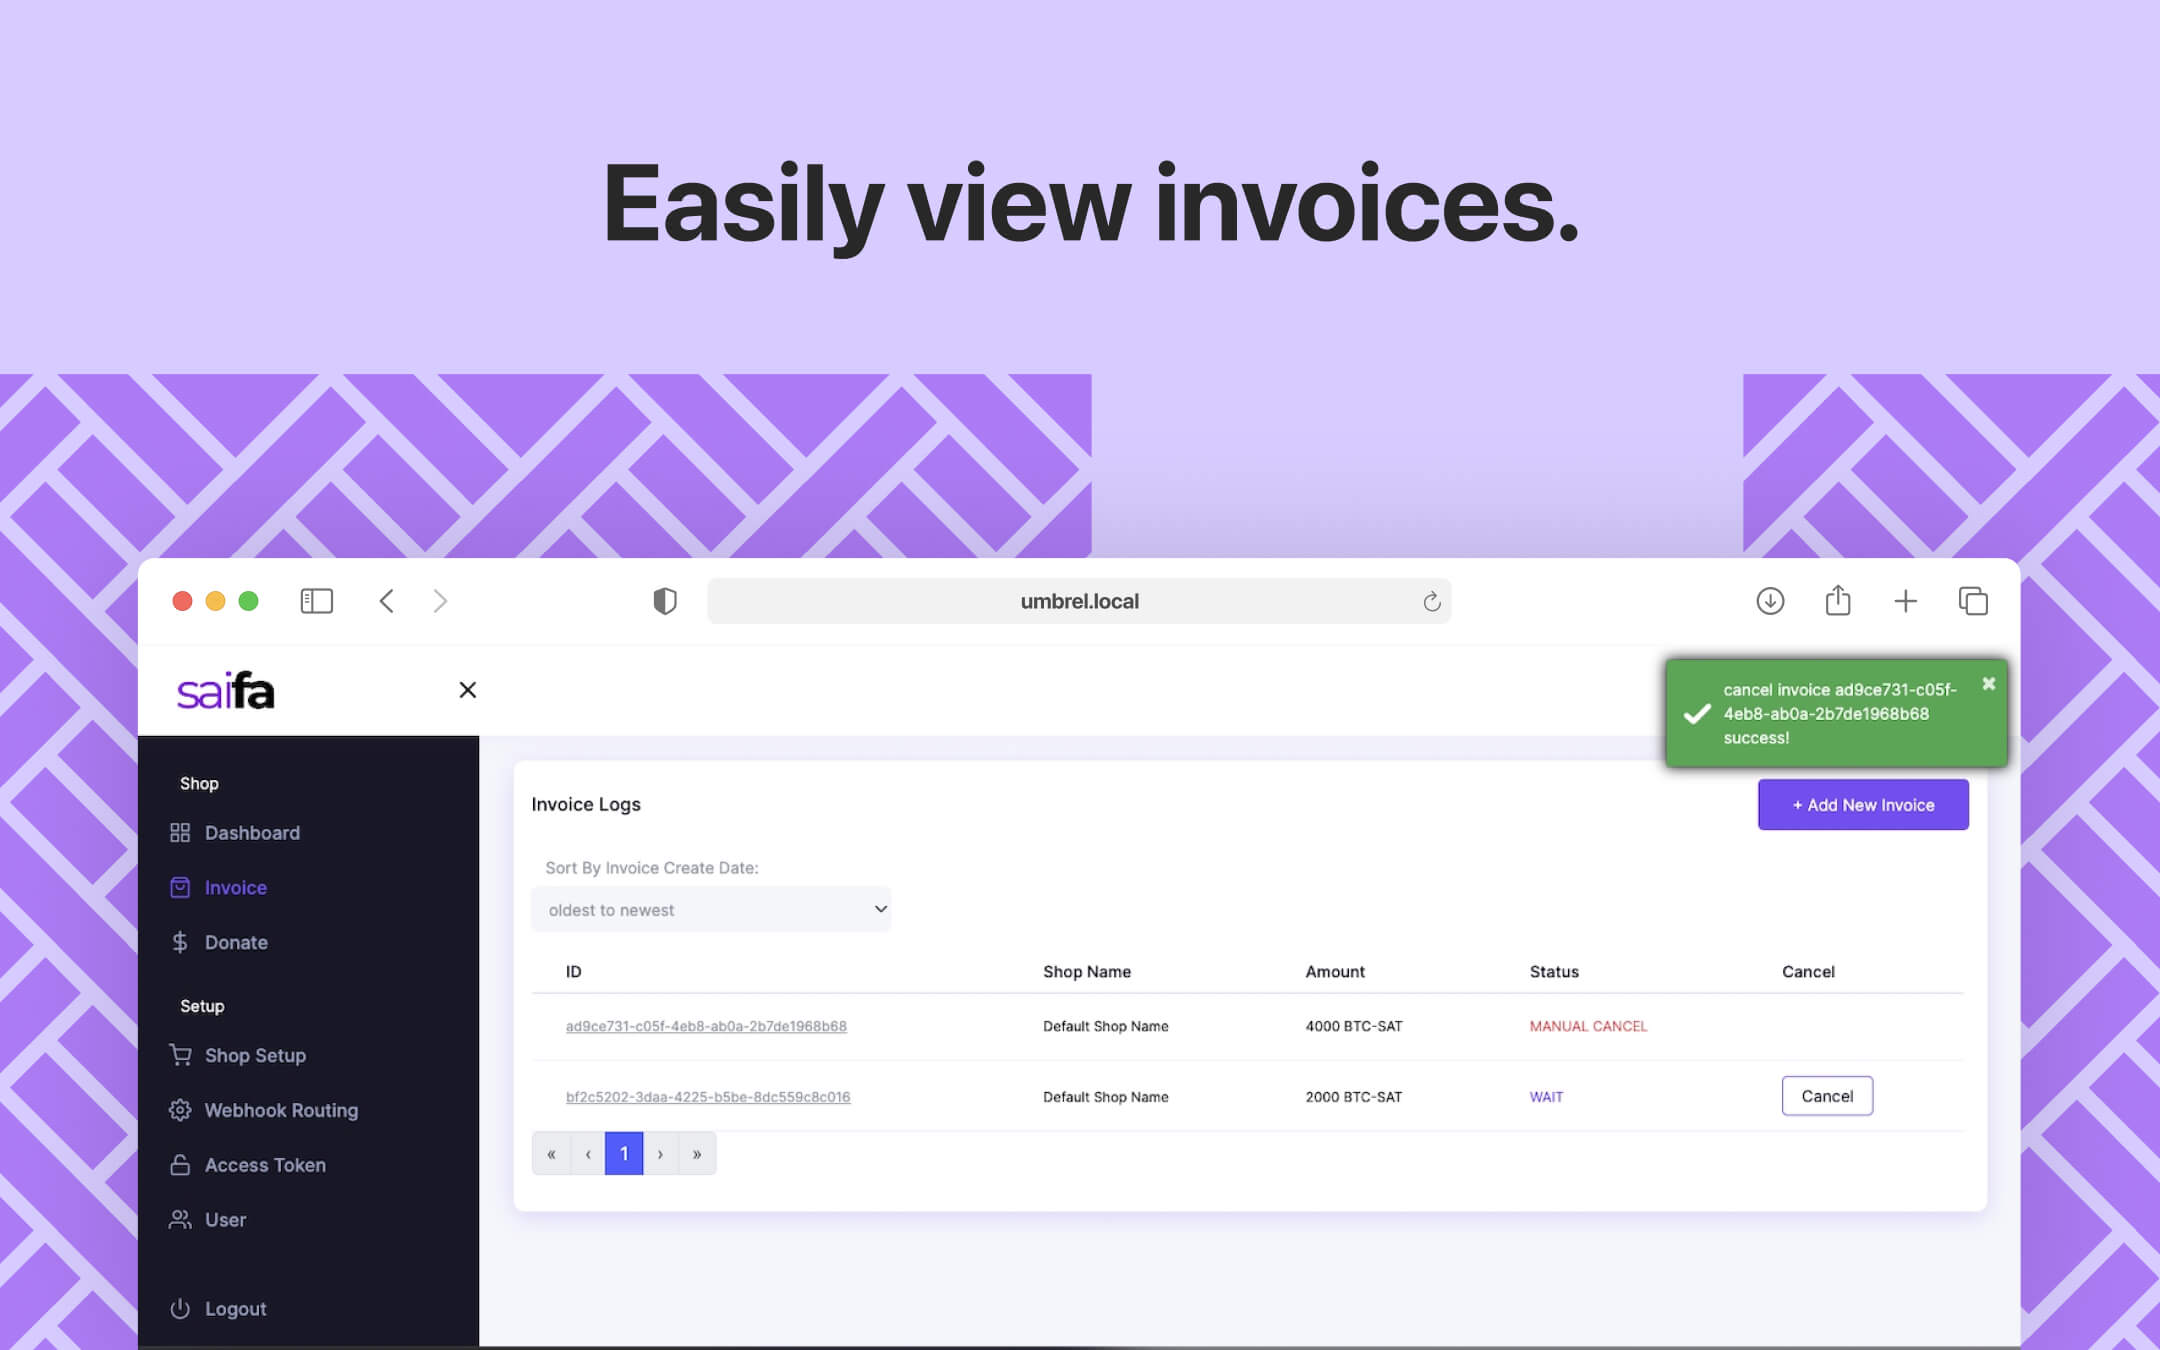 Easily view invoices.
umbrel.local
saifa
cancel invoice ad9ce731-c05f-
4eb8-ab0a-2b7de1968b68
success!
Shop
Dashboard
Invoice
Donate
Setup
Shop Setup
Webhook Routing
Access Token
User
Logout
Invoice Logs
+ Add New Invoice
Sort By Invoice Create Date:
oldest to newest
ID Shop Name Amount Status Cancel
ad9ce731-c05f-4eb8-ab0a-2b7de1968b68 Default Shop Name 4000 BTC-SAT MANUAL CANCEL
bf2c5202-3daa-4225-b5be-8dc559c8c016 Default Shop Name 2000 BTC-SAT WAIT Cancel
« ‹ 1 › »